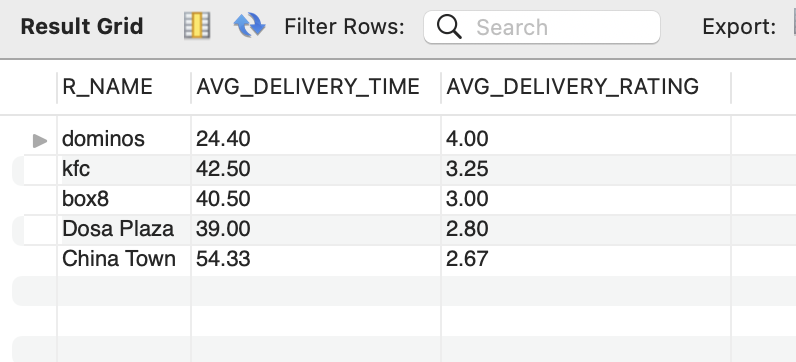 Result Grid Filter Rows: Search Export:
R_NAME AVG_DELIVERY_TIME AVG_DELIVERY_RATING
dominos 24.40 4.00
kfc 42.50 3.25
box8 40.50 3.00
Dosa Plaza 39.00 2.80
China Town 54.33 2.67